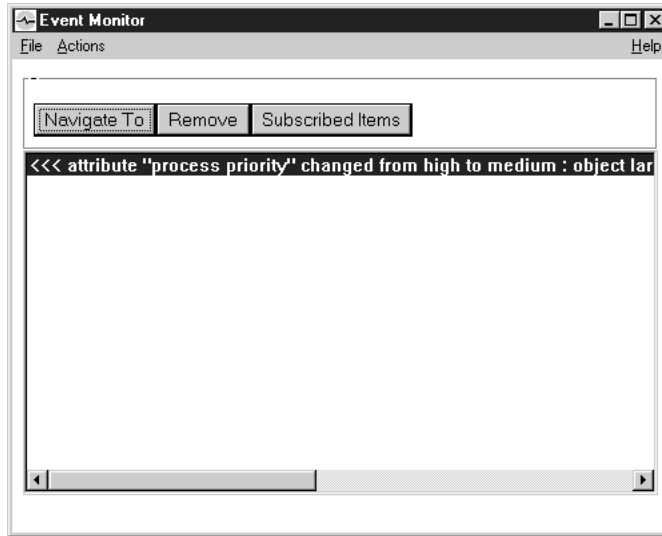 Event Monitor
File Actions Help
Navigate To Remove Subscribed Items
<<< attribute "process priority" changed from high to medium : object lar